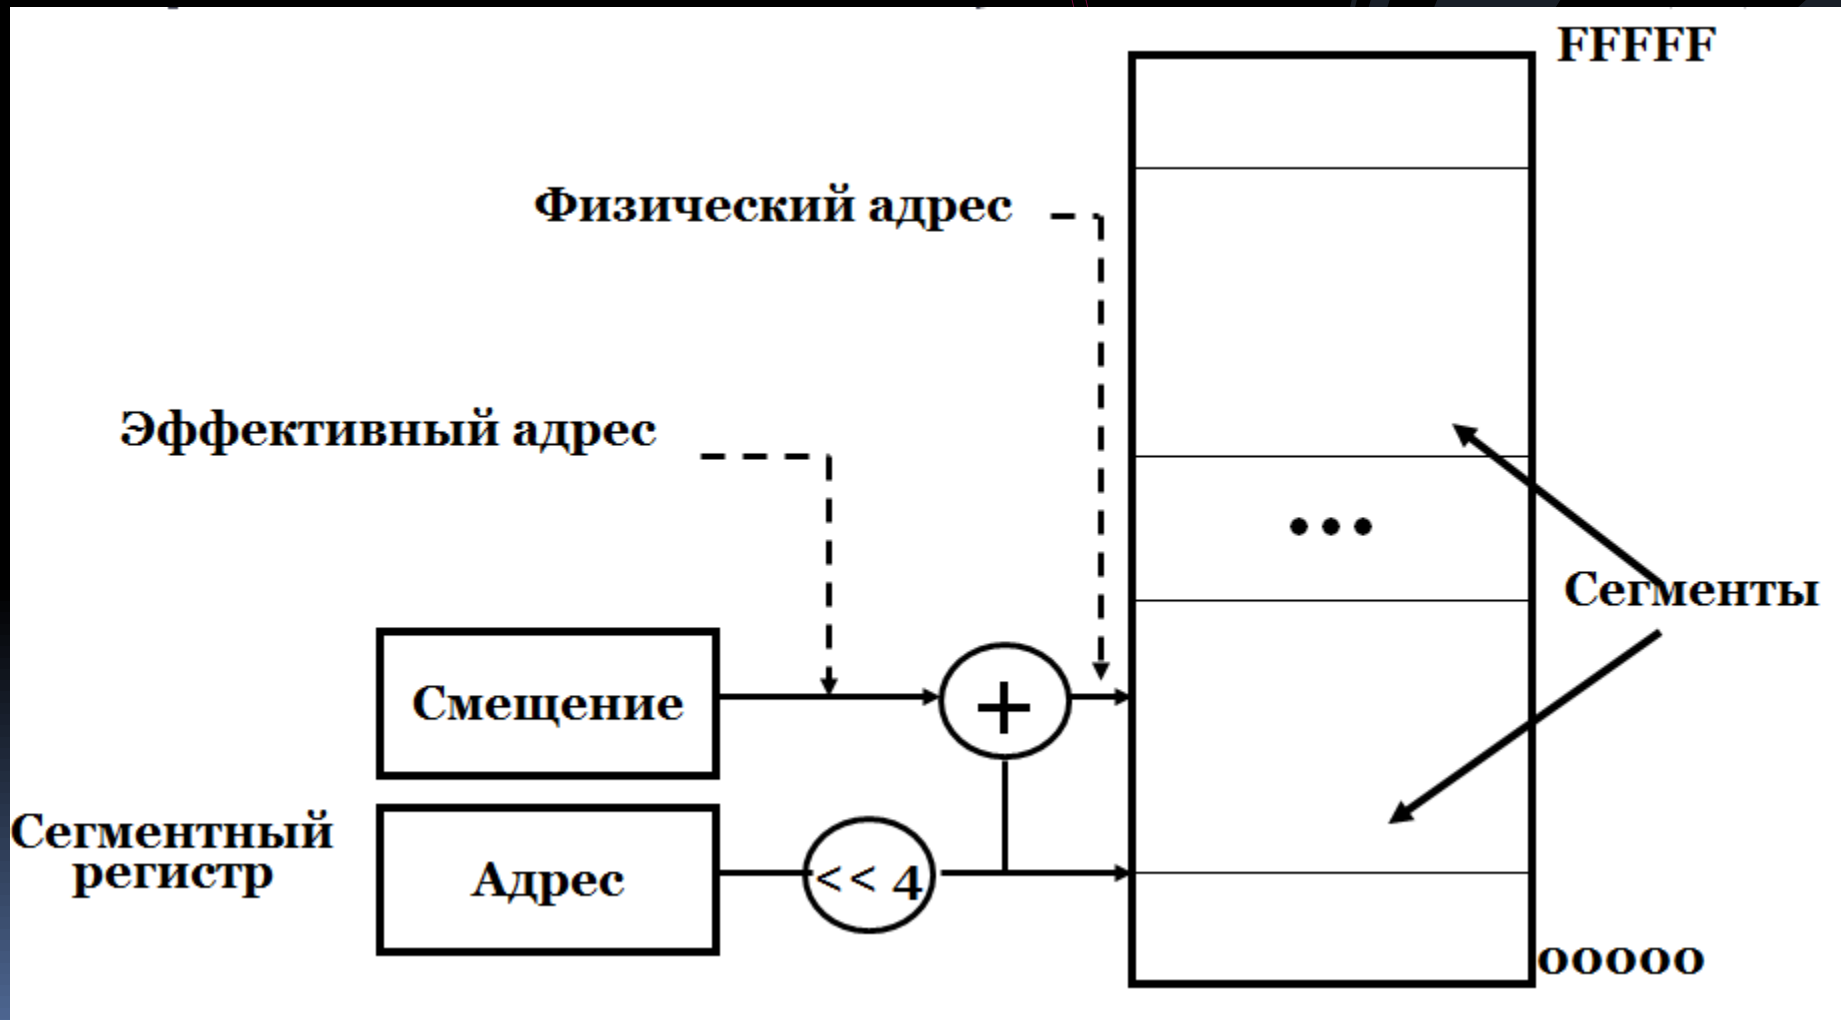 FFFFF
Физический адрес
Эффективный адрес
Сегменты
Смещение
+
Сегментный
регистр
Адрес
<< 4
00000